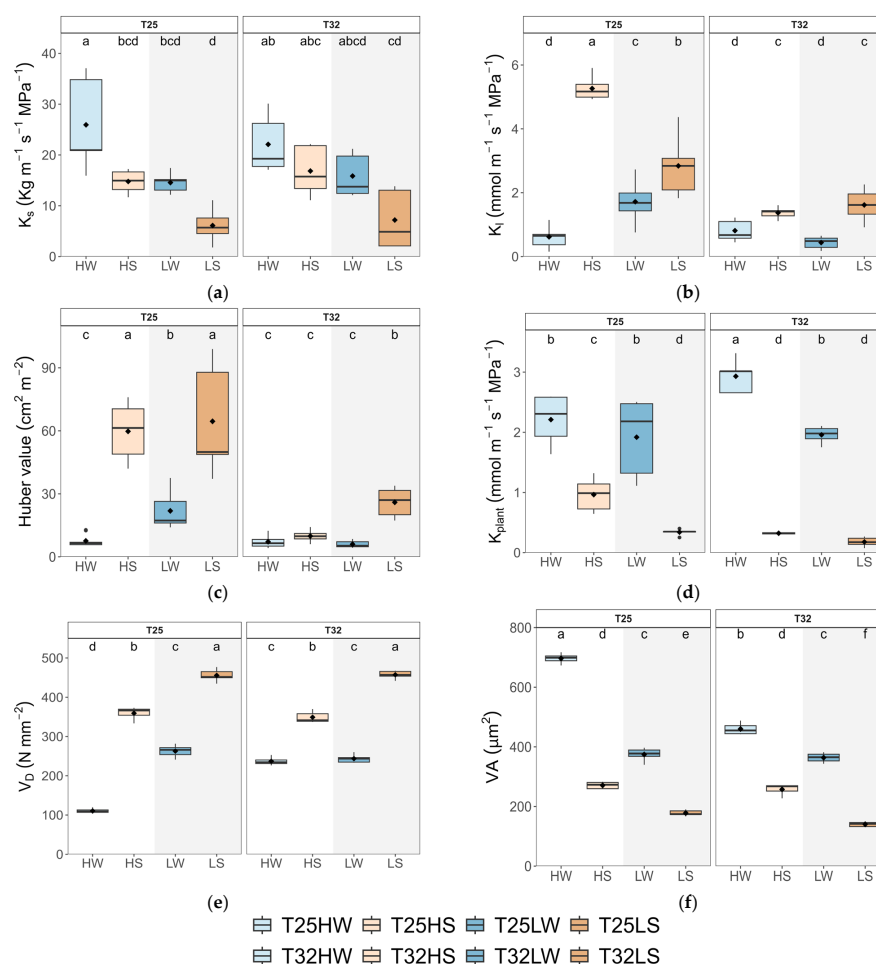 T25 T32
a bcd bcd d ab abc abcd cd
Kₛ (Kg m⁻¹ s⁻¹ MPa⁻¹)
40
30
20
10
0
HW HS LW LS HW HS LW LS
(a)
T25 T32
d a c b d c d c
Kₗ (mmol m⁻¹ s⁻¹ MPa⁻¹)
6
4
2
0
HW HS LW LS HW HS LW LS
(b)
T25 T32
c a b a c c c b
Huber value (cm² m⁻²)
90
60
30
0
HW HS LW LS HW HS LW LS
(c)
T25 T32
b c b d a d b d
Kplant (mmol m⁻¹ s⁻¹ MPa⁻¹)
3
2
1
0
HW HS LW LS HW HS LW LS
(d)
T25 T32
d b c a c b c a
V_D (N mm⁻²)
500
400
300
200
100
0
HW HS LW LS HW HS LW LS
(e)
T25 T32
a d c e b d c f
VA (µm²)
800
600
400
200
0
HW HS LW LS HW HS LW LS
(f)
T25HW T25HS T25LW T25LS
T32HW T32HS T32LW T32LS